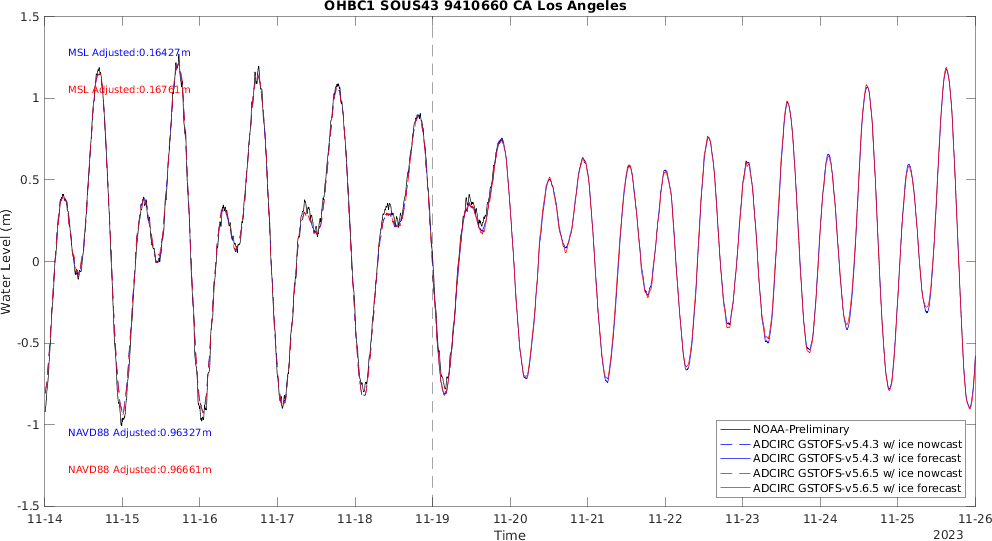 OHBC1 SOUS43 9410660 CA Los Angeles
1.5
1
0.5
0
-0.5
-1
-1.5
Water Level (m)
MSL Adjusted:0.16427m
MSL Adjusted:0.16761m
NAVD88 Adjusted:0.96327m
NAVD88 Adjusted:0.96661m
NOAA-Preliminary
ADCIRC GSTOFS-v5.4.3 w/ ice nowcast
ADCIRC GSTOFS-v5.4.3 w/ ice forecast
ADCIRC GSTOFS-v5.6.5 w/ ice nowcast
ADCIRC GSTOFS-v5.6.5 w/ ice forecast
11-14 11-15 11-16 11-17 11-18 11-19 11-20 11-21 11-22 11-23 11-24 11-25 11-26
Time
2023